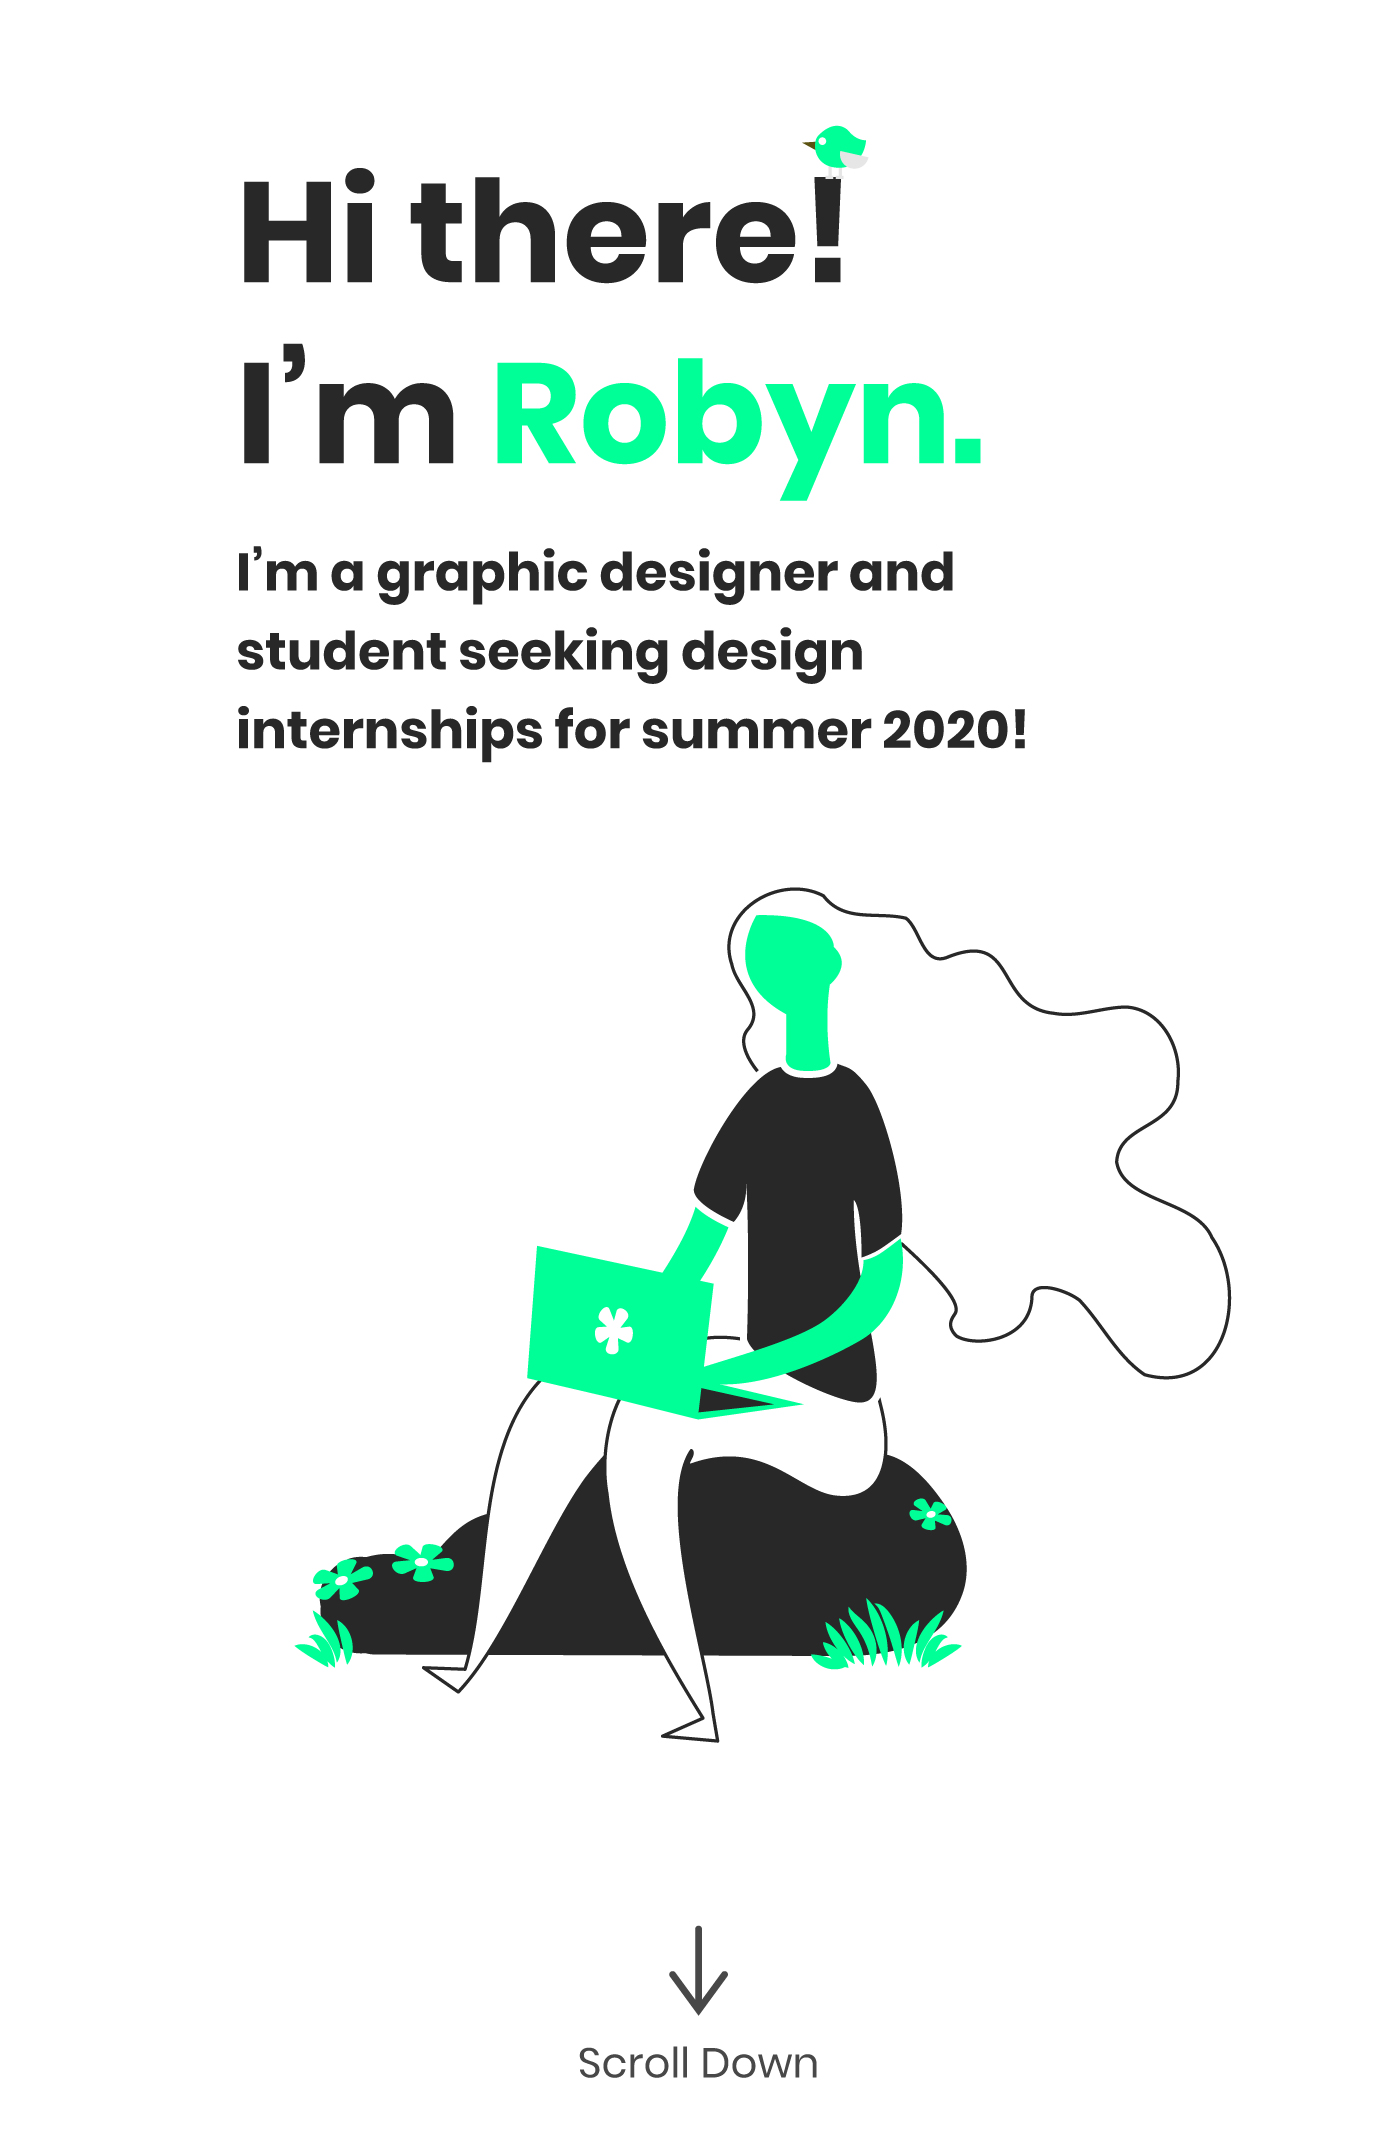 Hi there!
I’m Robyn.
I’m a graphic designer and
student seeking design
internships for summer 2020!
Scroll Down